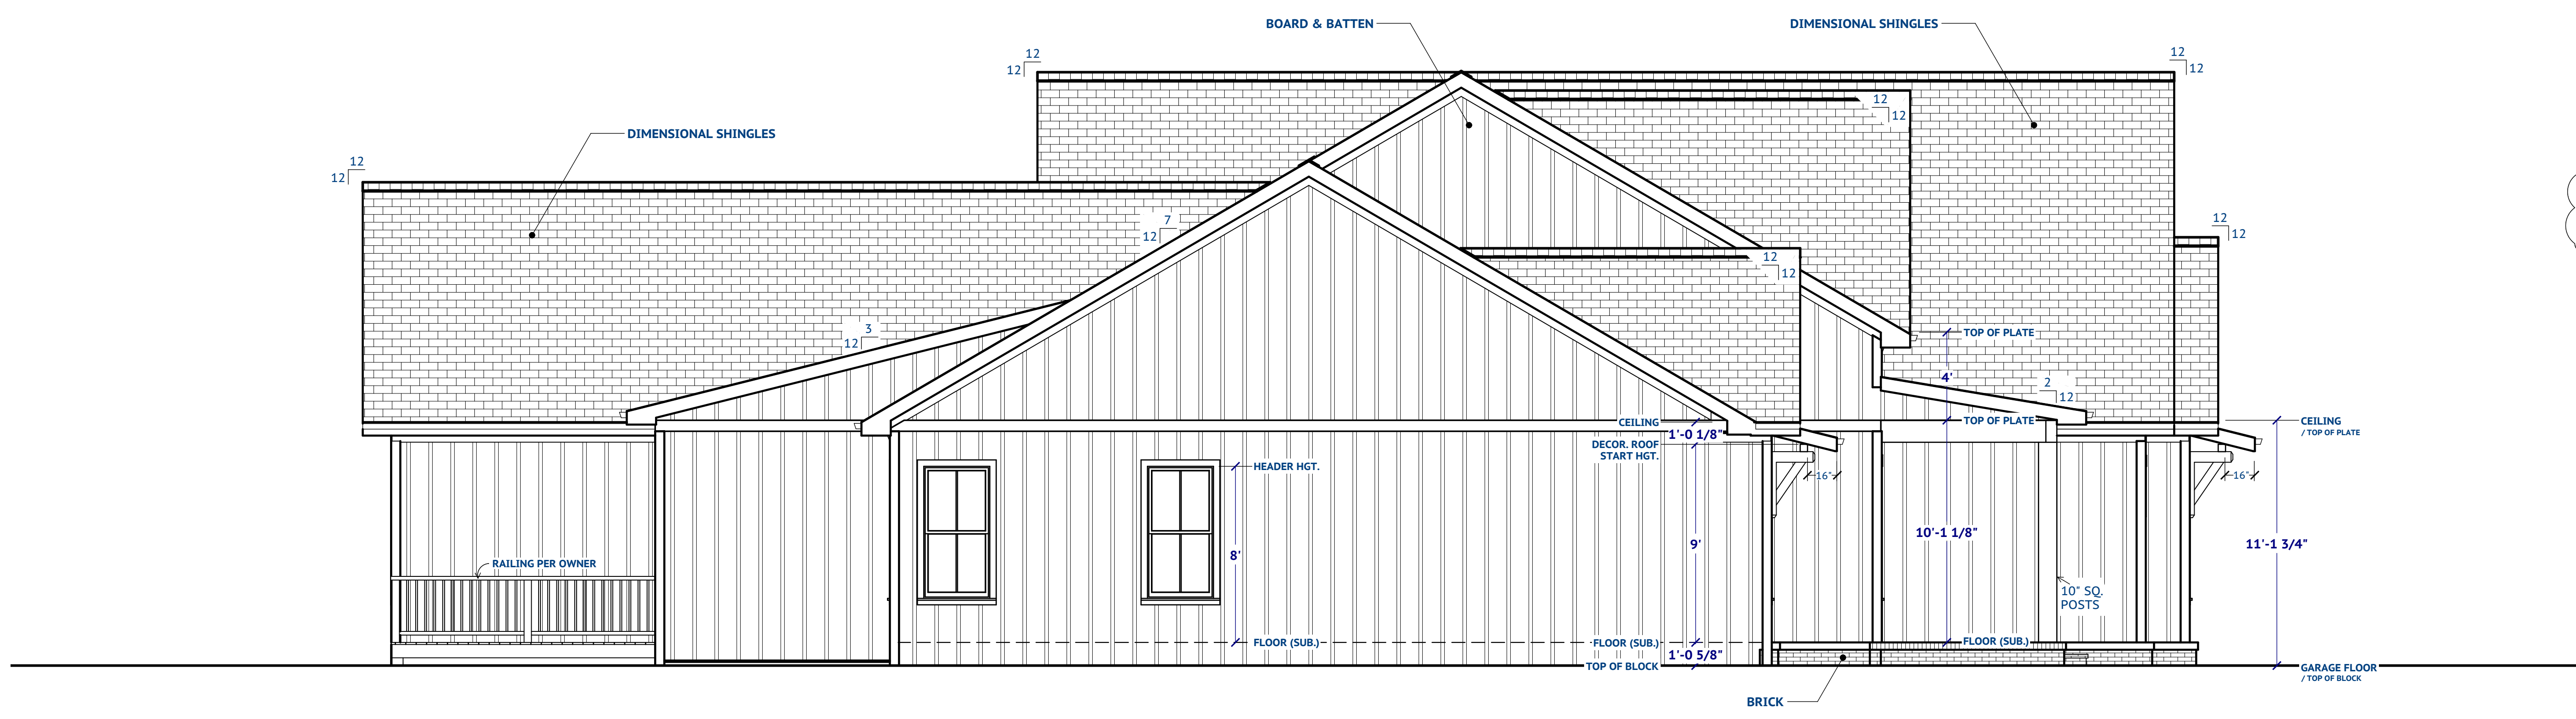 BOARD & BATTEN
DIMENSIONAL SHINGLES
12
12
12
12
12
12
DIMENSIONAL SHINGLES
12
12
7
12
12
12
12
12
3
12
TOP OF PLATE
4'
2
12
CEILING
TOP OF PLATE
CEILING
/ TOP OF PLATE
1'-0 1/8"
DECOR. ROOF
START HGT.
HEADER HGT.
16"
16"
10'-1 1/8"
9'
11'-1 3/4"
8'
RAILING PER OWNER
10" SQ.
POSTS
FLOOR (SUB.)
FLOOR (SUB.)
FLOOR (SUB.)
1'-0 5/8"
TOP OF BLOCK
GARAGE FLOOR
/ TOP OF BLOCK
BRICK